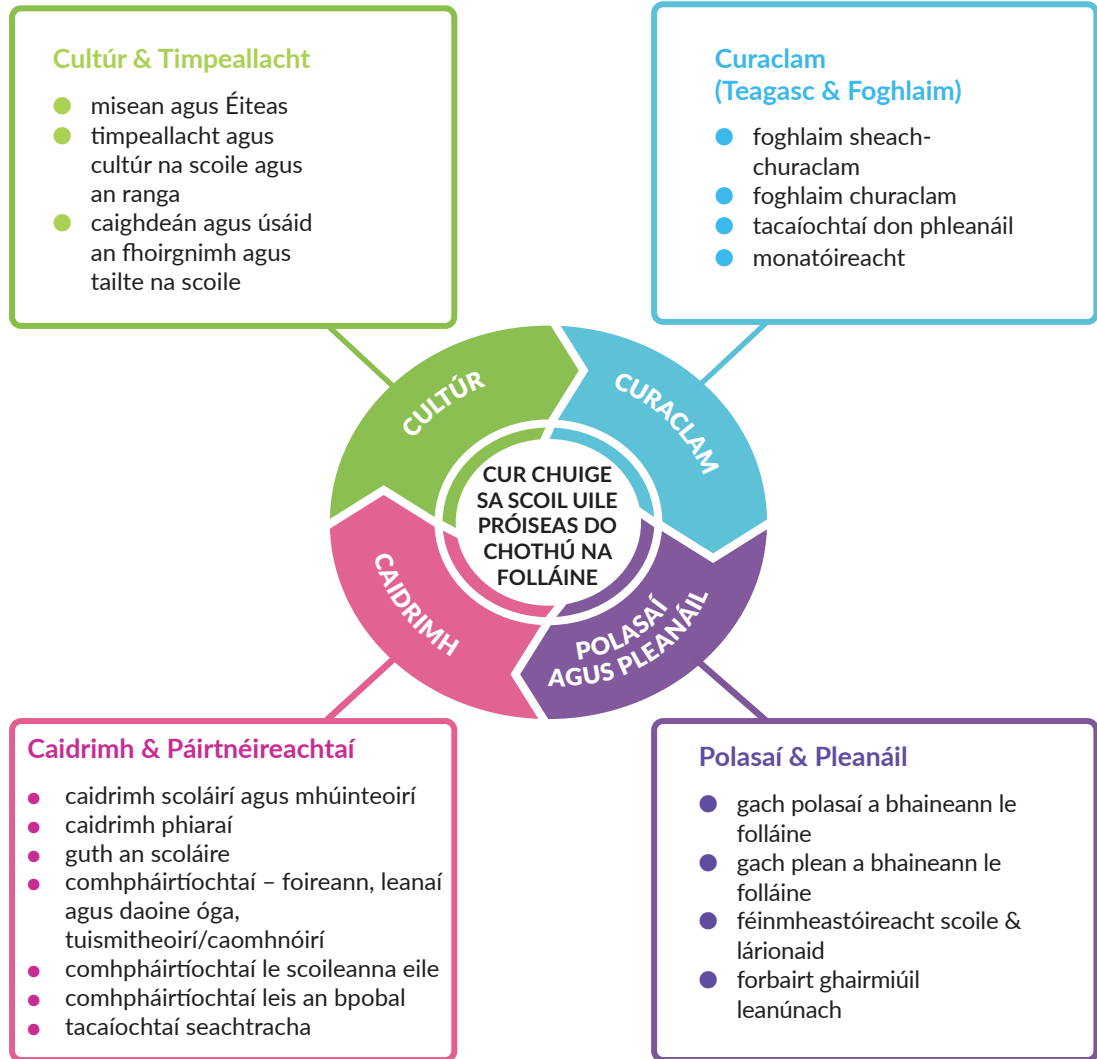 Cultúr & Timpeallacht
misean agus Éiteas
timpeallacht agus
cultúr na scoile agus
an ranga
caighdeán agus úsáid
an fhoirgnimh agus
tailte na scoile
Curaclam
(Teagasc & Foghlaim)
foghlaim sheach-
churaclam
foghlaim churaclam
tacaíochtaí don phleanáil
monatóireacht
CULTÚR
CURACLAM
CUR CHUIGE
SA SCOIL UILE
PRÓISEAS DO
CHOTHÚ NA
FOLLÁINE
CAIDRIMH
POLASAÍ
AGUS PLEANÁIL
Caidrimh & Páirtnéireachtaí
caidrimh scoláirí agus mhúinteoirí
caidrimh phiaraí
guth an scoláire
comhpháirtíochtaí – foireann, leanaí
agus daoine óga,
tuismitheoirí/caomhnóirí
comhpháirtíochtaí le scoileanna eile
comhpháirtíochtaí leis an bpobal
tacaíochtaí seachtracha
Polasaí & Pleanáil
gach polasaí a bhaineann le
folláine
gach plean a bhaineann le
folláine
féinmheastóireacht scoile &
lárionaid
forbairt ghairmiúil
leanúnach